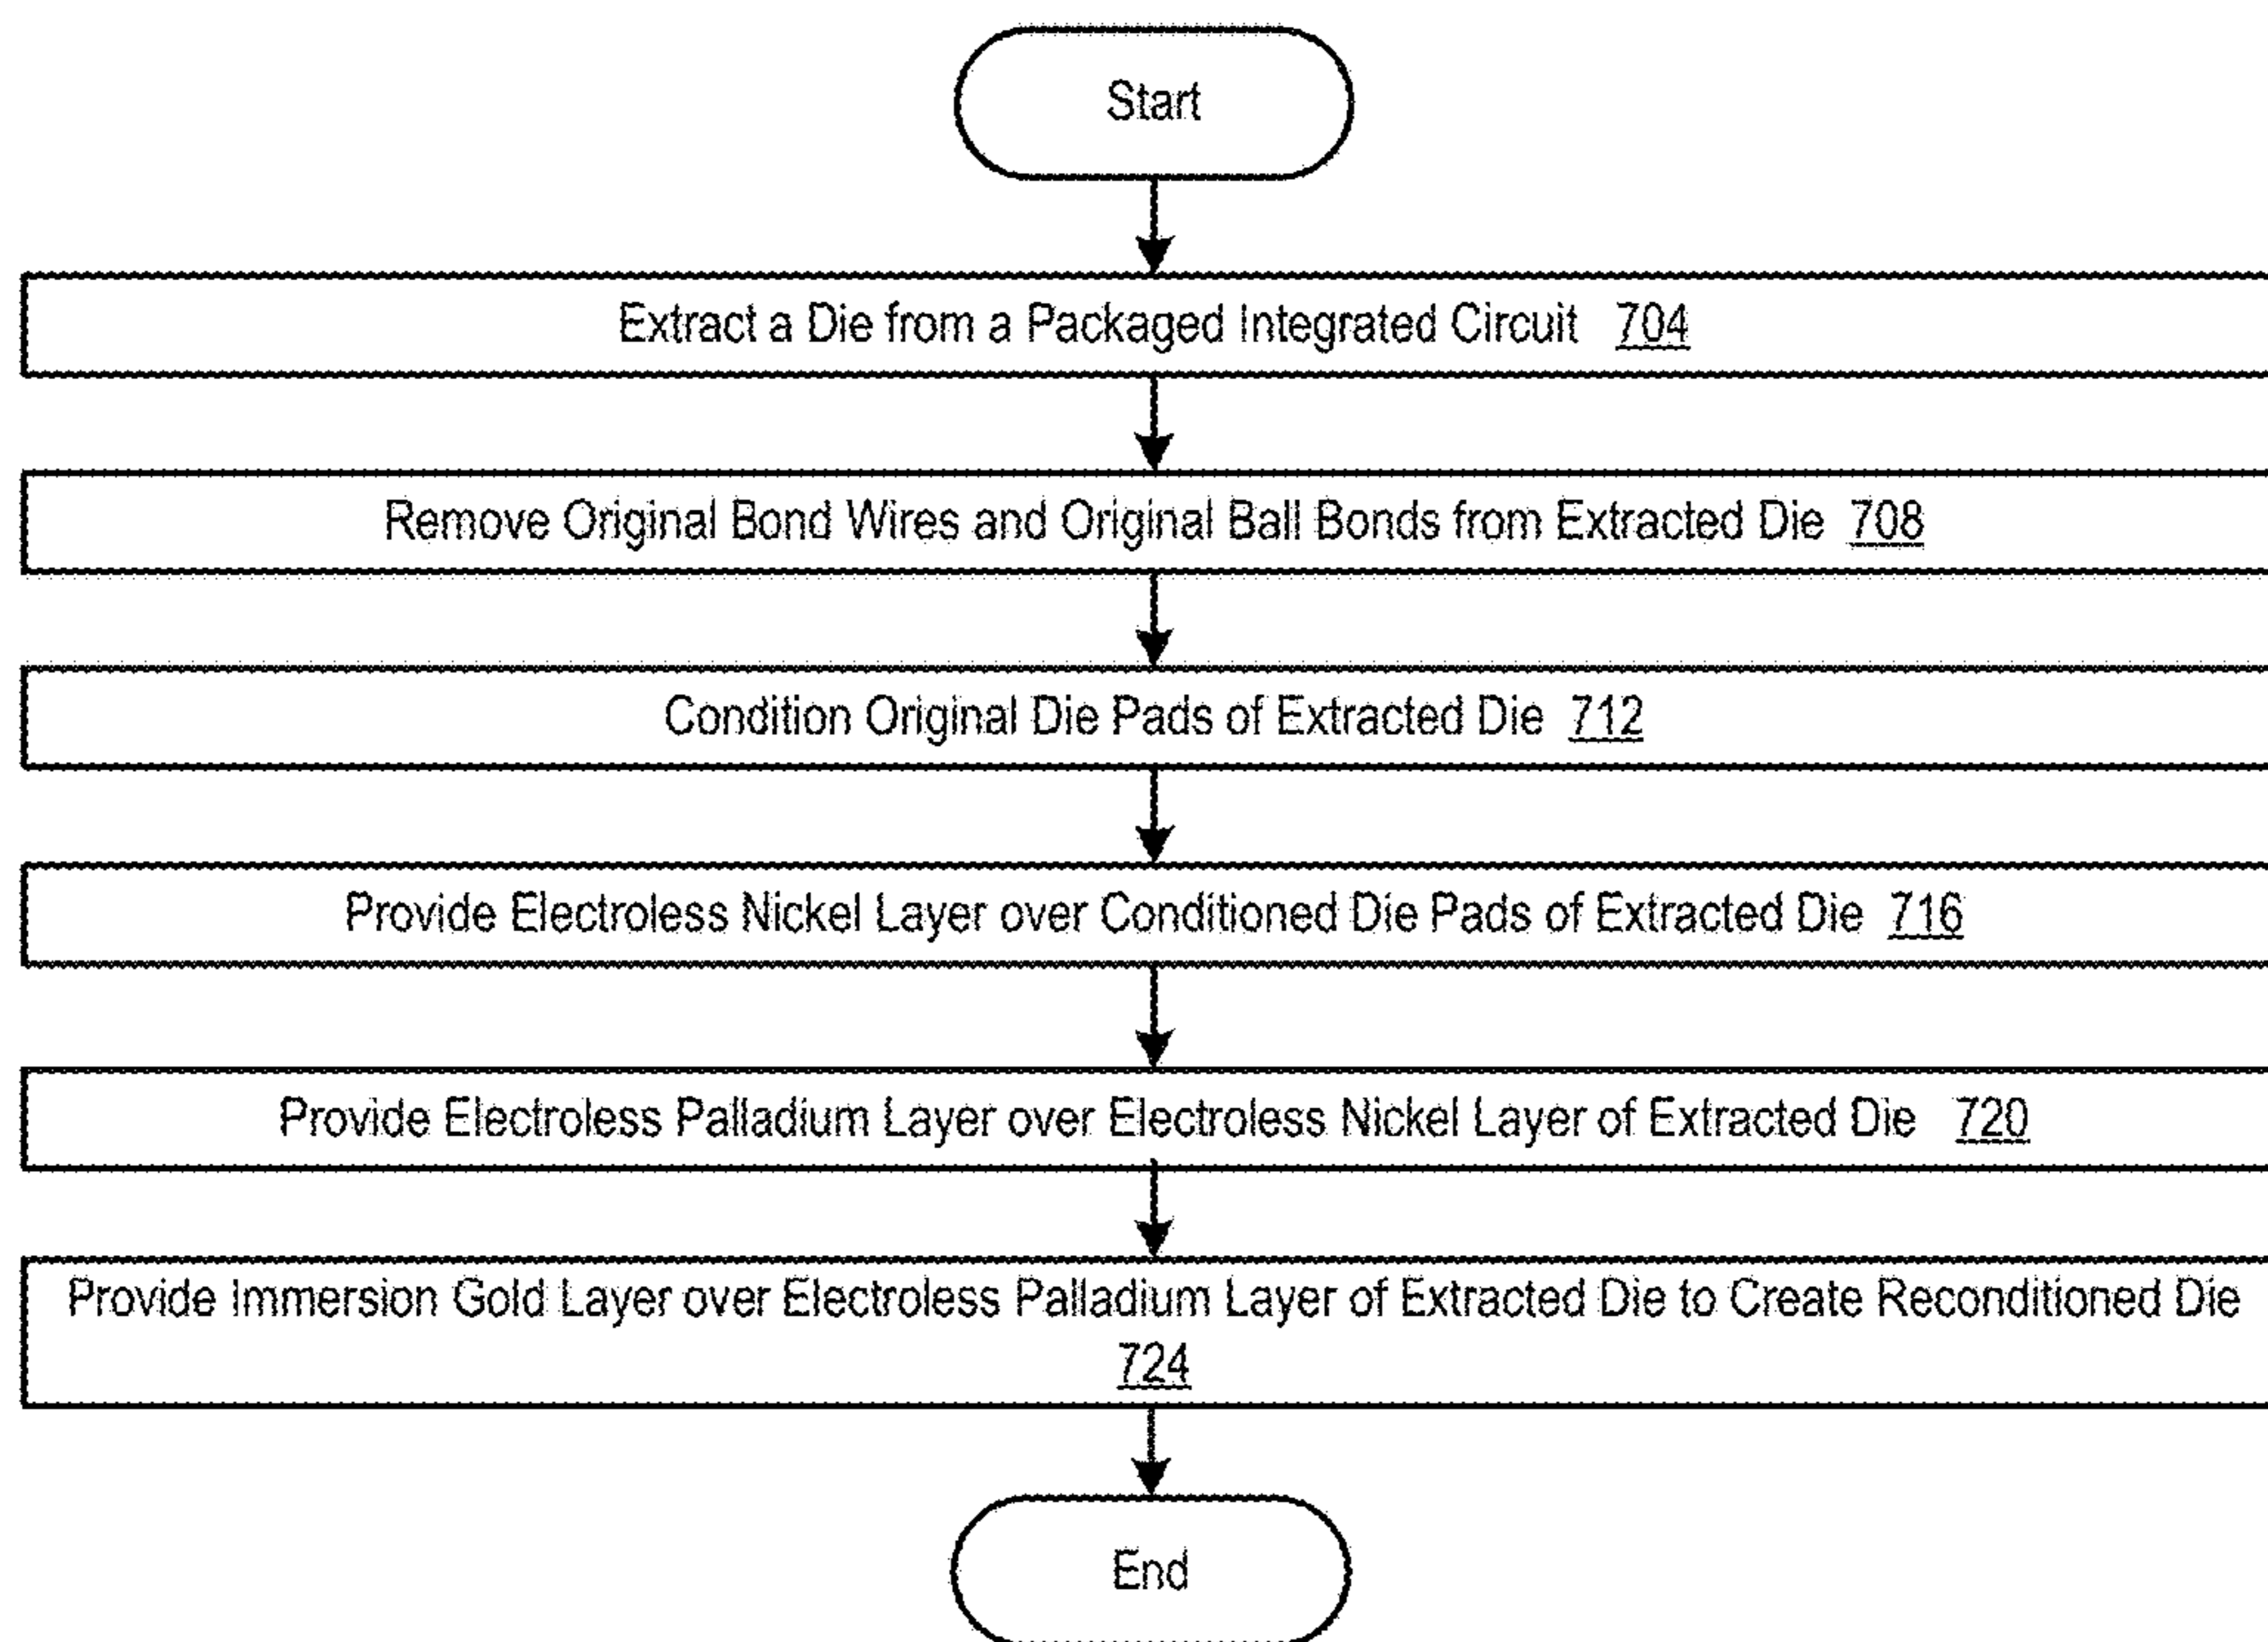 Start
Extract a Die from a Packaged Integrated Circuit 704
Remove Original Bond Wires and Original Ball Bonds from Extracted Die 708
Condition Original Die Pads of Extracted Die 712
Provide Electroless Nickel Layer over Conditioned Die Pads of Extracted Die 716
Provide Electroless Palladium Layer over Electroless Nickel Layer of Extracted Die 720
Provide Immersion Gold Layer over Electroless Palladium Layer of Extracted Die to Create Reconditioned Die
724
End